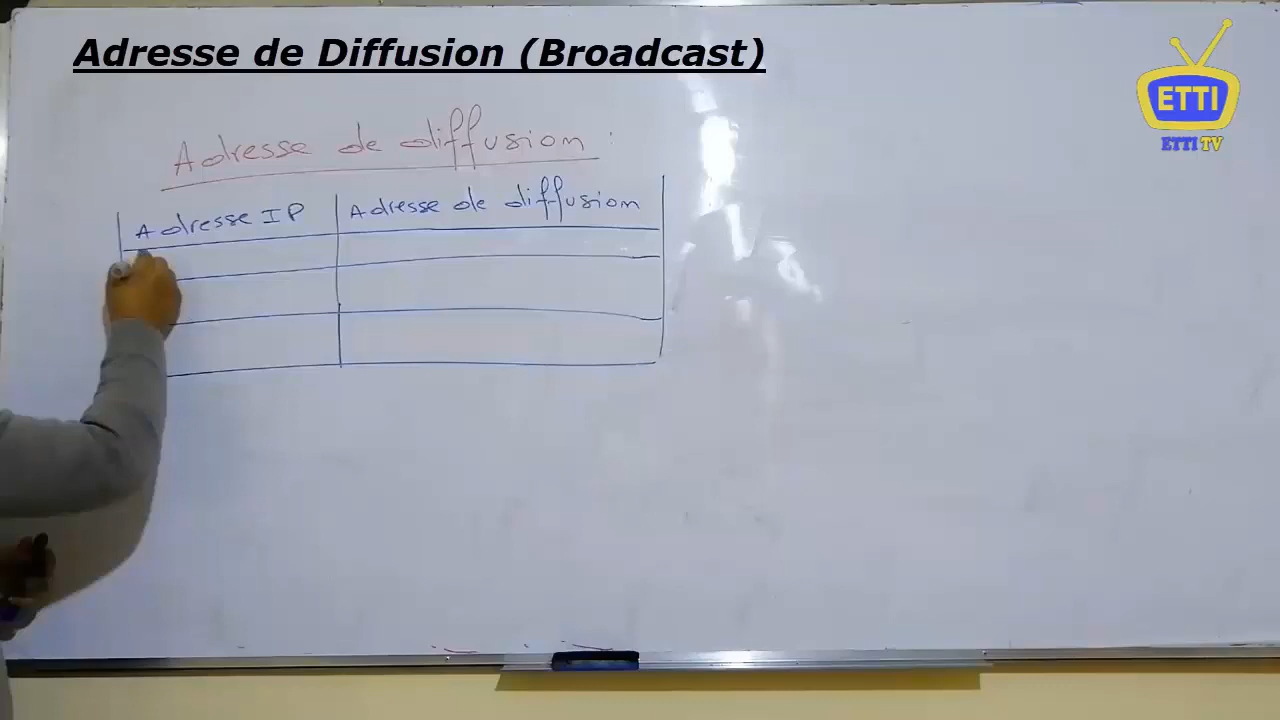 Adresse de Diffusion (Broadcast)
ETTI
ETTI TV
Adresse de diffusion :
Adresse IP Adresse de diffusion